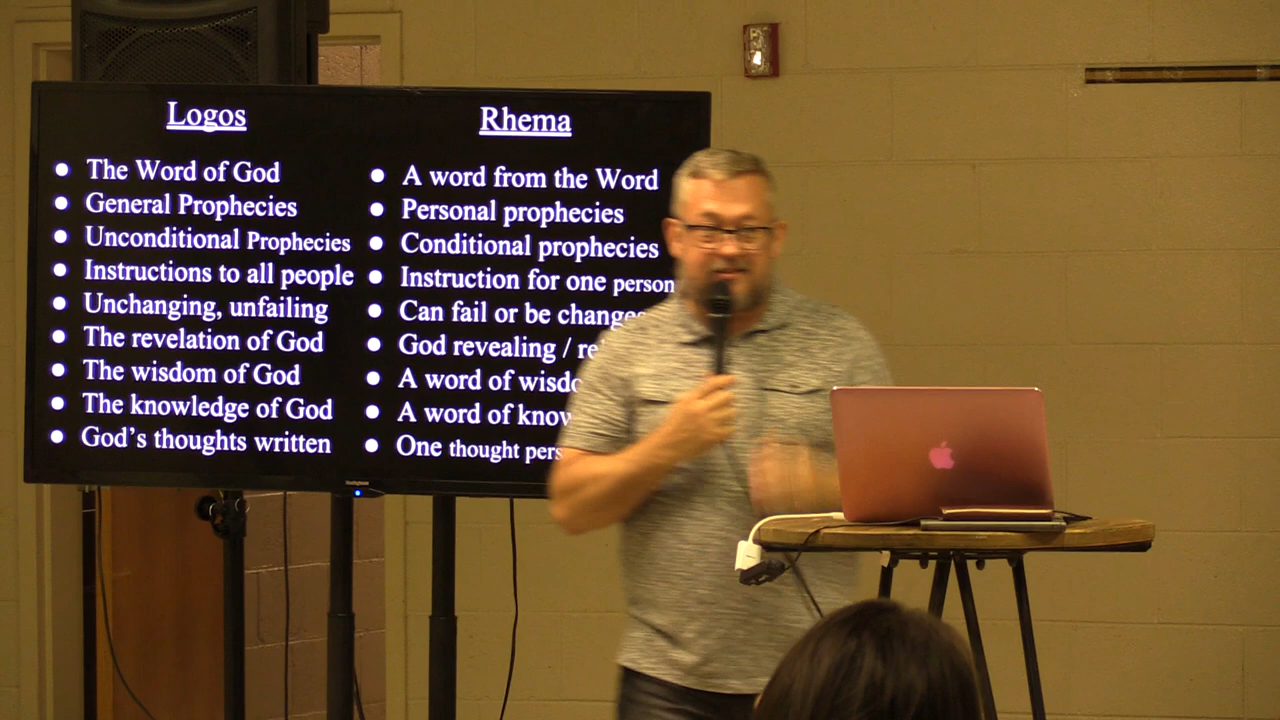 Logos
● The Word of God
● General Prophecies
● Unconditional Prophecies
● Instructions to all people
● Unchanging, unfailing
● The revelation of God
● The wisdom of God
● The knowledge of God
● God's thoughts written
Rhema
● A word from the Word
● Personal prophecies
● Conditional prophecies
● Instruction for one person
● Can fail or be change
● God revealing /
● A word of
● A word of
● One thought